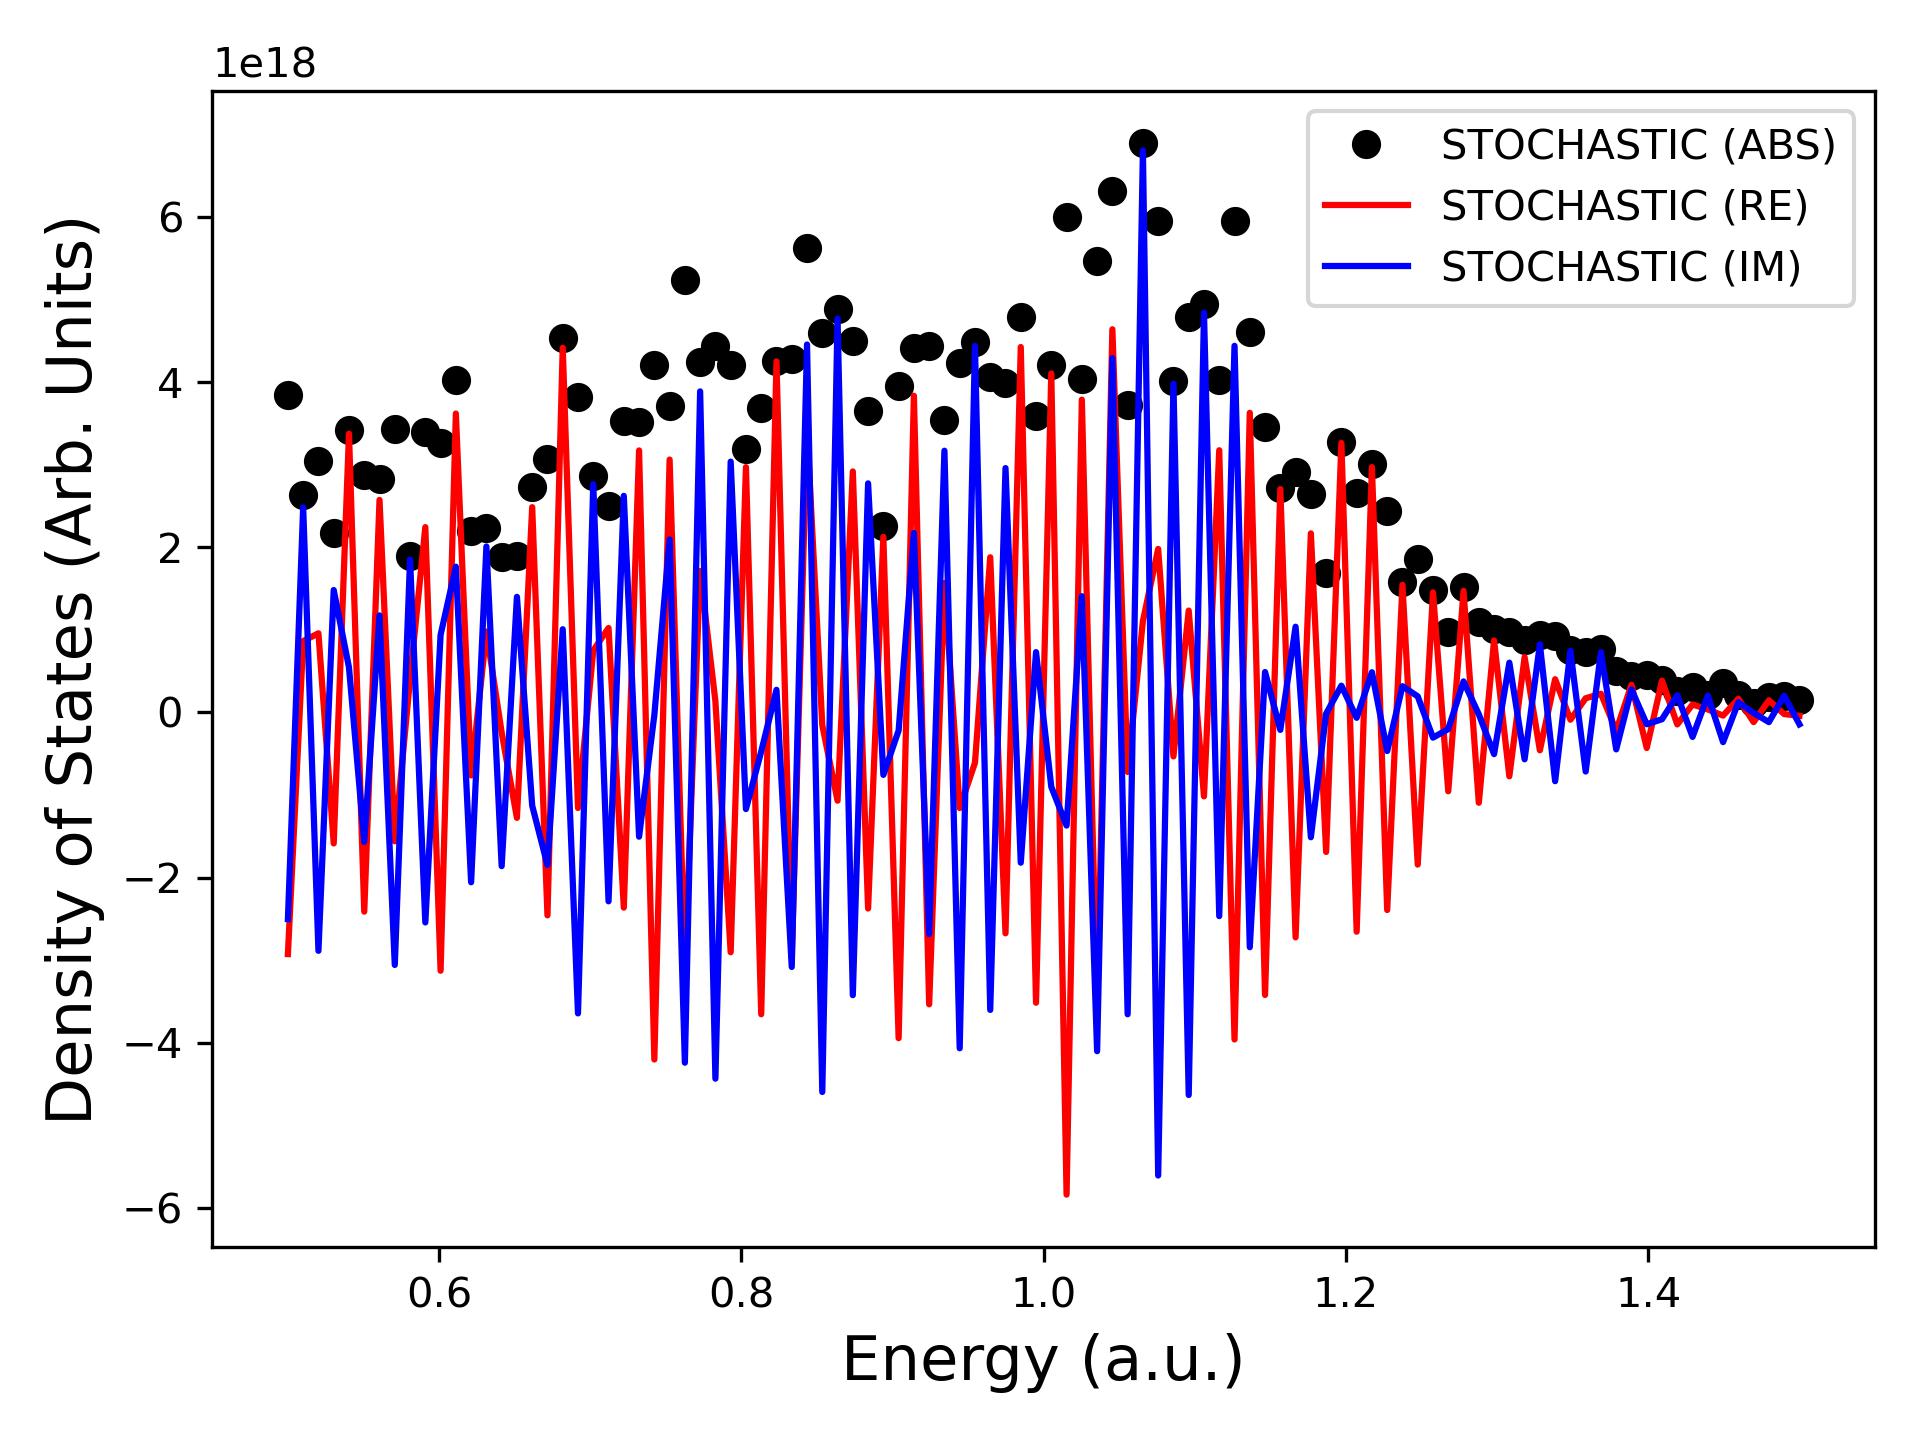 1e18
STOCHASTIC (ABS)
STOCHASTIC (RE)
STOCHASTIC (IM)
Density of States (Arb. Units)
6
4
2
0
−2
−4
−6
0.6 0.8 1.0 1.2 1.4
Energy (a.u.)